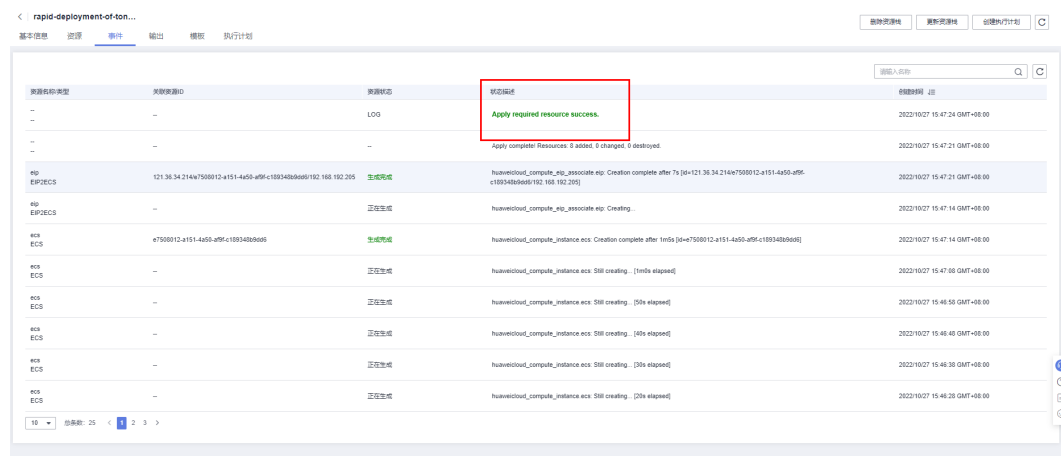 rapid-deployment-of-ton...
删除资源栈 更新资源栈 创建执行计划
基本信息 资源 事件 输出 模板 执行计划
请输入名称
资源名称/类型 关联资源ID 资源状态 状态描述 创建时间
-- -- LOG Apply required resource success. 2022/10/27 15:47:24 GMT+08:00
--
-- -- -- Apply complete! Resources: 8 added, 0 changed, 0 destroyed. 2022/10/27 15:47:21 GMT+08:00
--
eip 121.36.34.214/e7508012-a151-4a50-af9f-c189348b9dd6/192.168.192.205 生成完成 huaweicloud_compute_eip_associate.eip: Creation complete after 7s [id=121.36.34.214/e7508012-a151-4a50-af9f- 2022/10/27 15:47:21 GMT+08:00
EIP2ECS c189348b9dd6/192.168.192.205]
eip -- 正在生成 huaweicloud_compute_eip_associate.eip: Creating... 2022/10/27 15:47:14 GMT+08:00
EIP2ECS
ecs e7508012-a151-4a50-af9f-c189348b9dd6 生成完成 huaweicloud_compute_instance.ecs: Creation complete after 1m5s [id=e7508012-a151-4a50-af9f-c189348b9dd6] 2022/10/27 15:47:14 GMT+08:00
ECS
ecs -- 正在生成 huaweicloud_compute_instance.ecs: Still creating... [1m0s elapsed] 2022/10/27 15:47:08 GMT+08:00
ECS
ecs -- 正在生成 huaweicloud_compute_instance.ecs: Still creating... [50s elapsed] 2022/10/27 15:46:58 GMT+08:00
ECS
ecs -- 正在生成 huaweicloud_compute_instance.ecs: Still creating... [40s elapsed] 2022/10/27 15:46:48 GMT+08:00
ECS
ecs -- 正在生成 huaweicloud_compute_instance.ecs: Still creating... [30s elapsed] 2022/10/27 15:46:38 GMT+08:00
ECS
ecs -- 正在生成 huaweicloud_compute_instance.ecs: Still creating... [20s elapsed] 2022/10/27 15:46:28 GMT+08:00
ECS
10 总条数: 25 < 1 2 3 >